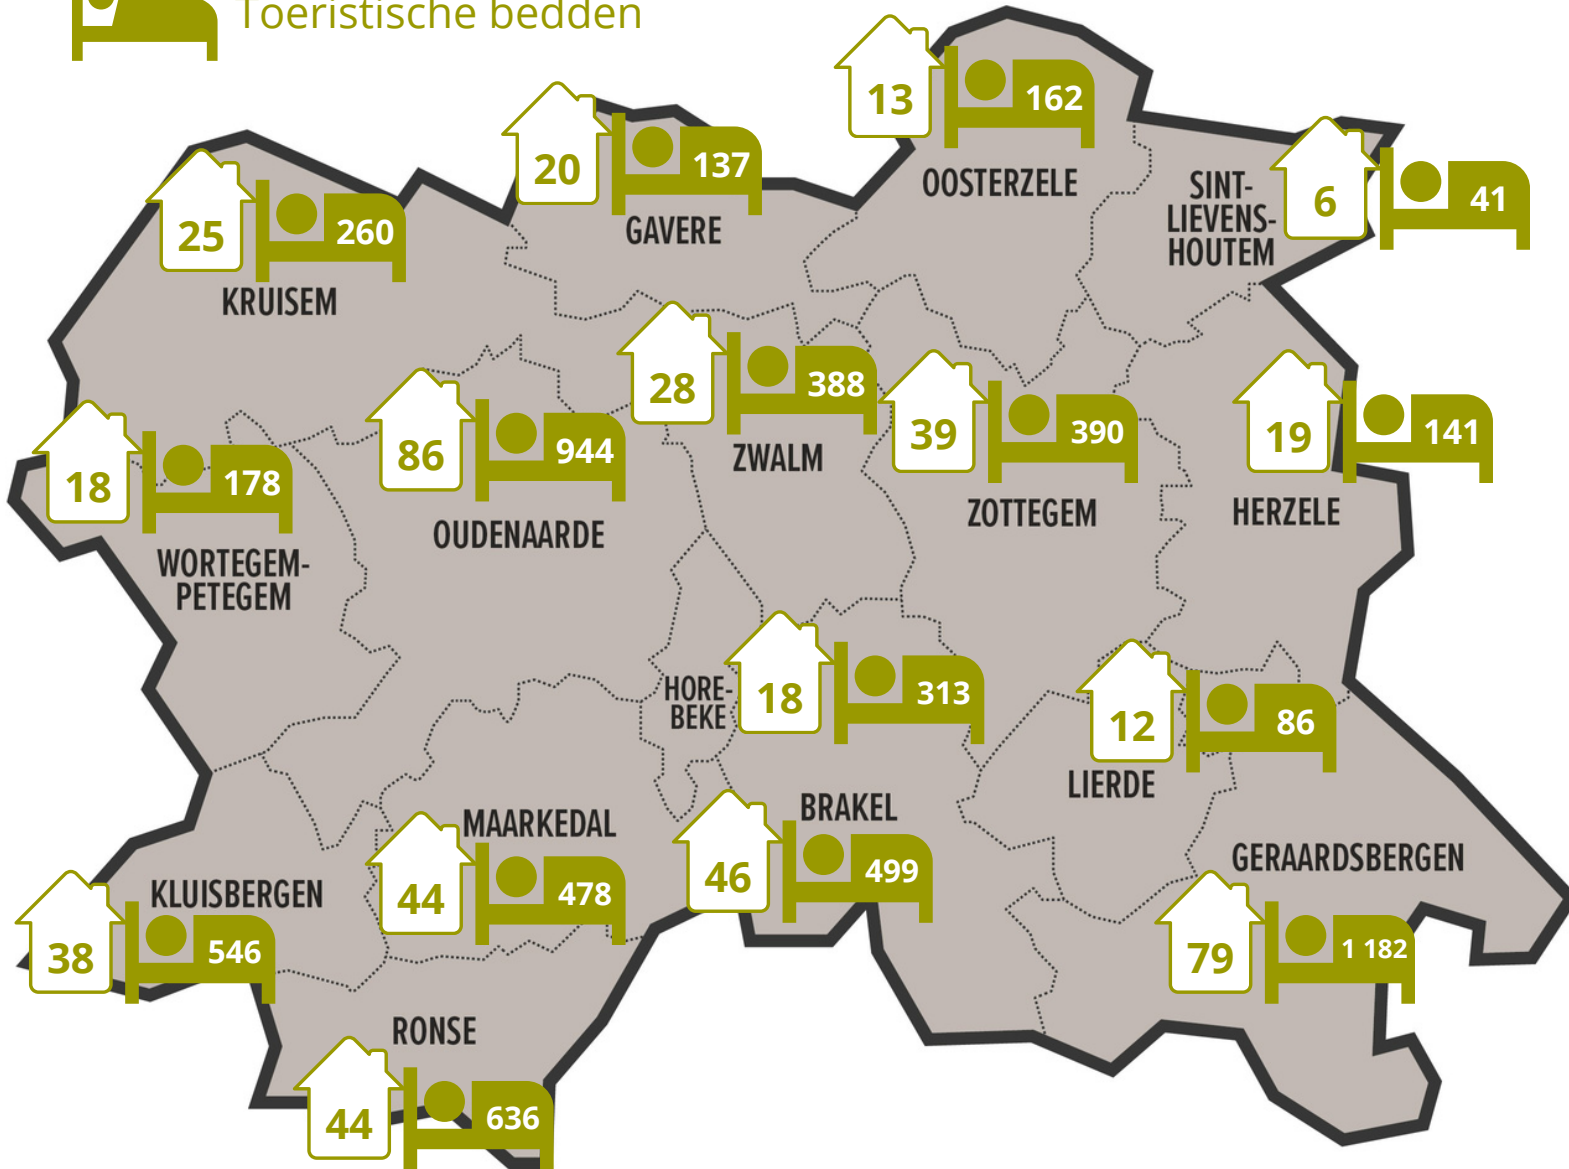 Toeristische bedden
13
162
OOSTERZELE
20
137
GAVERE
6
41
SINT-
LIEVENS-
HOUTEM
25
260
KRUISEM
28
388
ZWALM
39
390
ZOTTEGEM
19
141
HERZELE
86
944
OUDENAARDE
18
178
WORTEGEM-
PETEGEM
HORE-
BEKE
18
313
12
86
LIERDE
MAARKEDAL
44
478
BRAKEL
46
499
GERAARDSBERGEN
79
1 182
KLUISBERGEN
38
546
RONSE
44
636